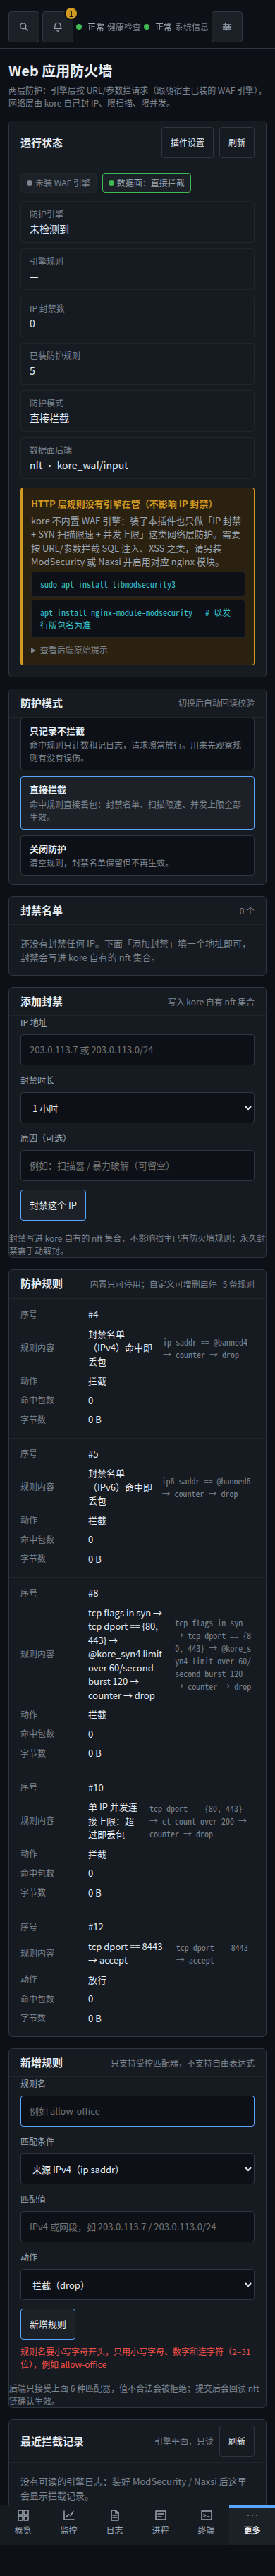 1
正常 健康检查 正常 系统信息
Web 应用防火墙
两层防护：引擎层按 URL/参数拦请求（跟随宿主已装的 WAF 引擎），
网络层由 kore 自己封 IP、限扫描、限并发。
运行状态
插件设置
刷新
未装 WAF 引擎
数据面：直接拦截
防护引擎
未检测到
引擎规则
—
IP 封禁数
0
已装防护规则
5
防护模式
直接拦截
数据面后端
nft · kore_waf/input
HTTP 层规则没有引擎在管（不影响 IP 封禁）
kore 不内置 WAF 引擎：装了本插件也只做「IP 封禁
+ SYN 扫描限速 + 并发上限」这类网络层防护。需要
按 URL/参数拦截 SQL 注入、XSS 之类，请另装
ModSecurity 或 Naxsi 并启用对应 nginx 模块。
sudo apt install libmodsecurity3
apt install nginx-module-modsecurity # 以发
行版包名为准
▶ 查看后端原始提示
防护模式
切换后自动回读校验
只记录不拦截
命中规则只计数和记日志，请求照常放行。用来先观察规
则有没有误伤。
直接拦截
命中规则直接丢包：封禁名单、扫描限速、并发上限全部
生效。
关闭防护
清空规则，封禁名单保留但不再生效。
封禁名单
0 个
还没有封禁任何 IP。下面「添加封禁」填一个地址即可，
封禁会写进 kore 自有的 nft 集合。
添加封禁
写入 kore 自有 nft 集合
IP 地址
203.0.113.7 或 203.0.113.0/24
封禁时长
1 小时
原因（可选）
例如：扫描器 / 暴力破解（可留空）
封禁这个 IP
封禁写进 kore 自有的 nft 集合，不影响宿主已有防火墙规则；永久封
禁需手动解封。
防护规则
内置只可停用；自定义可增删启停 5 条规则
序号
#4
规则内容
封禁名单
（IPv4）命中即
丢包
ip saddr == @banned4
→ counter → drop
动作
拦截
命中包数
0
字节数
0 B
序号
#5
规则内容
封禁名单
（IPv6）命中即
丢包
ip6 saddr == @banned6
→ counter → drop
动作
拦截
命中包数
0
字节数
0 B
序号
#8
规则内容
tcp flags in syn →
tcp dport == {80,
443} →
@kore_syn4 limit
over 60/second
burst 120 →
counter → drop
tcp flags in syn
→ tcp dport == {8
0, 443} → @kore_s
yn4 limit over 60/
second burst 120
→ counter → drop
动作
拦截
命中包数
0
字节数
0 B
序号
#10
规则内容
单 IP 并发连
接上限：超
过即丢包
tcp dport == {80, 443}
→ ct count over 200 →
counter → drop
动作
拦截
命中包数
0
字节数
0 B
序号
#12
规则内容
tcp dport == 8443
→ accept
tcp dport == 8443
→ accept
动作
放行
命中包数
0
字节数
0 B
新增规则
只支持受控匹配器，不支持自由表达式
规则名
例如 allow-office
匹配条件
来源 IPv4（ip saddr）
匹配值
IPv4 或网段，如 203.0.113.7 / 203.0.113.0/24
动作
拦截（drop）
新增规则
规则名要小写字母开头，只用小写字母、数字和连字符（2–31
位），例如 allow-office
后端只接受上面 6 种匹配器，值不合法会被拒绝；提交后会回读 nft
链确认生效。
最近拦截记录
引擎平面，只读
刷新
没有可读的引擎日志：装好 ModSecurity / Naxsi 后这里
会显示拦截记录。
概览
监控
日志
进程
终端
更多